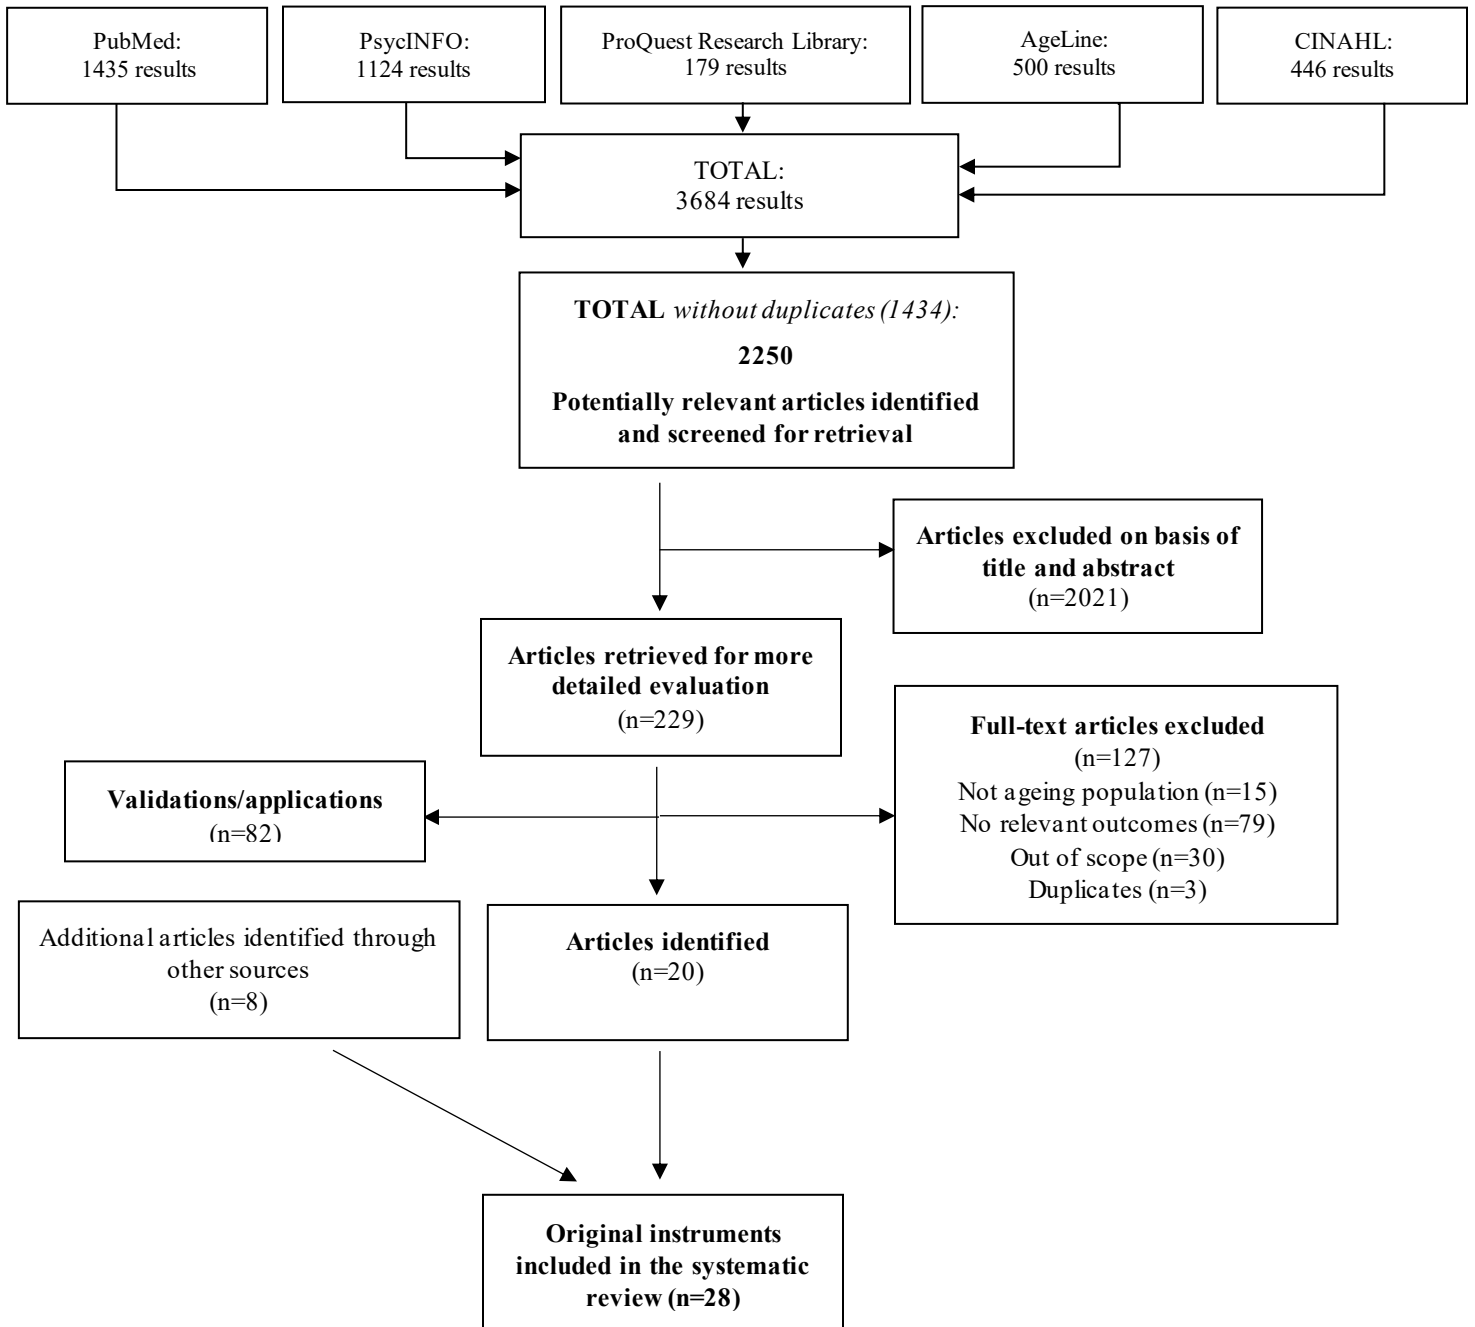 PubMed:
1435 results
PsycINFO:
1124 results
ProQuest Research Library:
179 results
AgeLine:
500 results
CINAHL:
446 results
TOTAL:
3684 results
TOTAL without duplicates (1434):
2250
Potentially relevant articles identified
and screened for retrieval
Articles excluded on basis of
title and abstract
(n=2021)
Articles retrieved for more
detailed evaluation
(n=229)
Full-text articles excluded
(n=127)
Not ageing population (n=15)
No relevant outcomes (n=79)
Out of scope (n=30)
Duplicates (n=3)
Validations/applications
(n=82)
Additional articles identified through
other sources
(n=8)
Articles identified
(n=20)
Original instruments
included in the systematic
review (n=28)